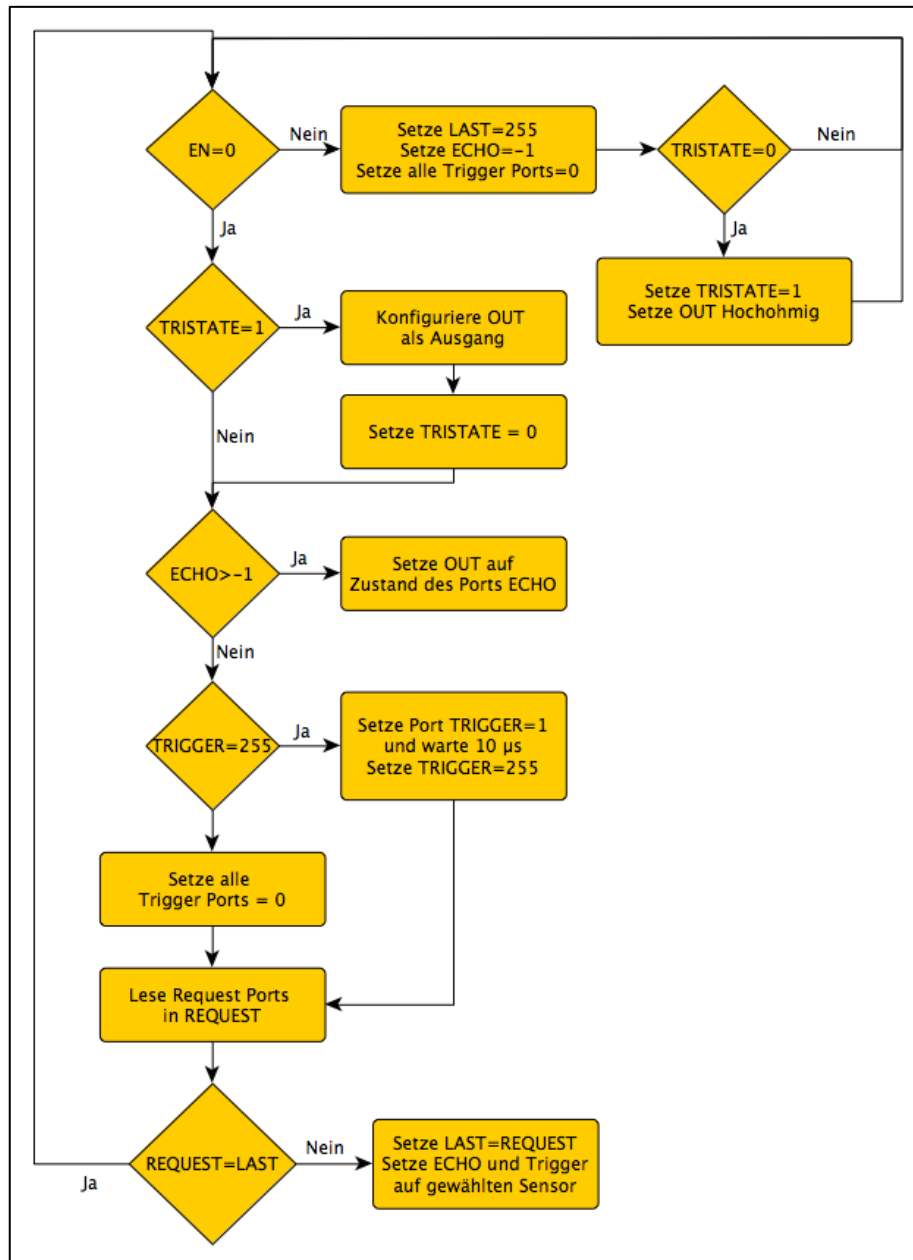 EN=0
Nein
Setze LAST=255
Setze ECHO=-1
Setze alle Trigger Ports=0
TRISTATE=0
Nein
Ja
Ja
Setze TRISTATE=1
Setze OUT Hochohmig
TRISTATE=1
Ja
Konfiguriere OUT
als Ausgang
Nein
Setze TRISTATE = 0
ECHO>-1
Ja
Setze OUT auf
Zustand des Ports ECHO
Nein
TRIGGER=255
Ja
Setze Port TRIGGER=1
und warte 10 µs
Setze TRIGGER=255
Setze alle
Trigger Ports = 0
Lese Request Ports
in REQUEST
REQUEST=LAST
Ja
Nein
Setze LAST=REQUEST
Setze ECHO und Trigger
auf gewählten Sensor